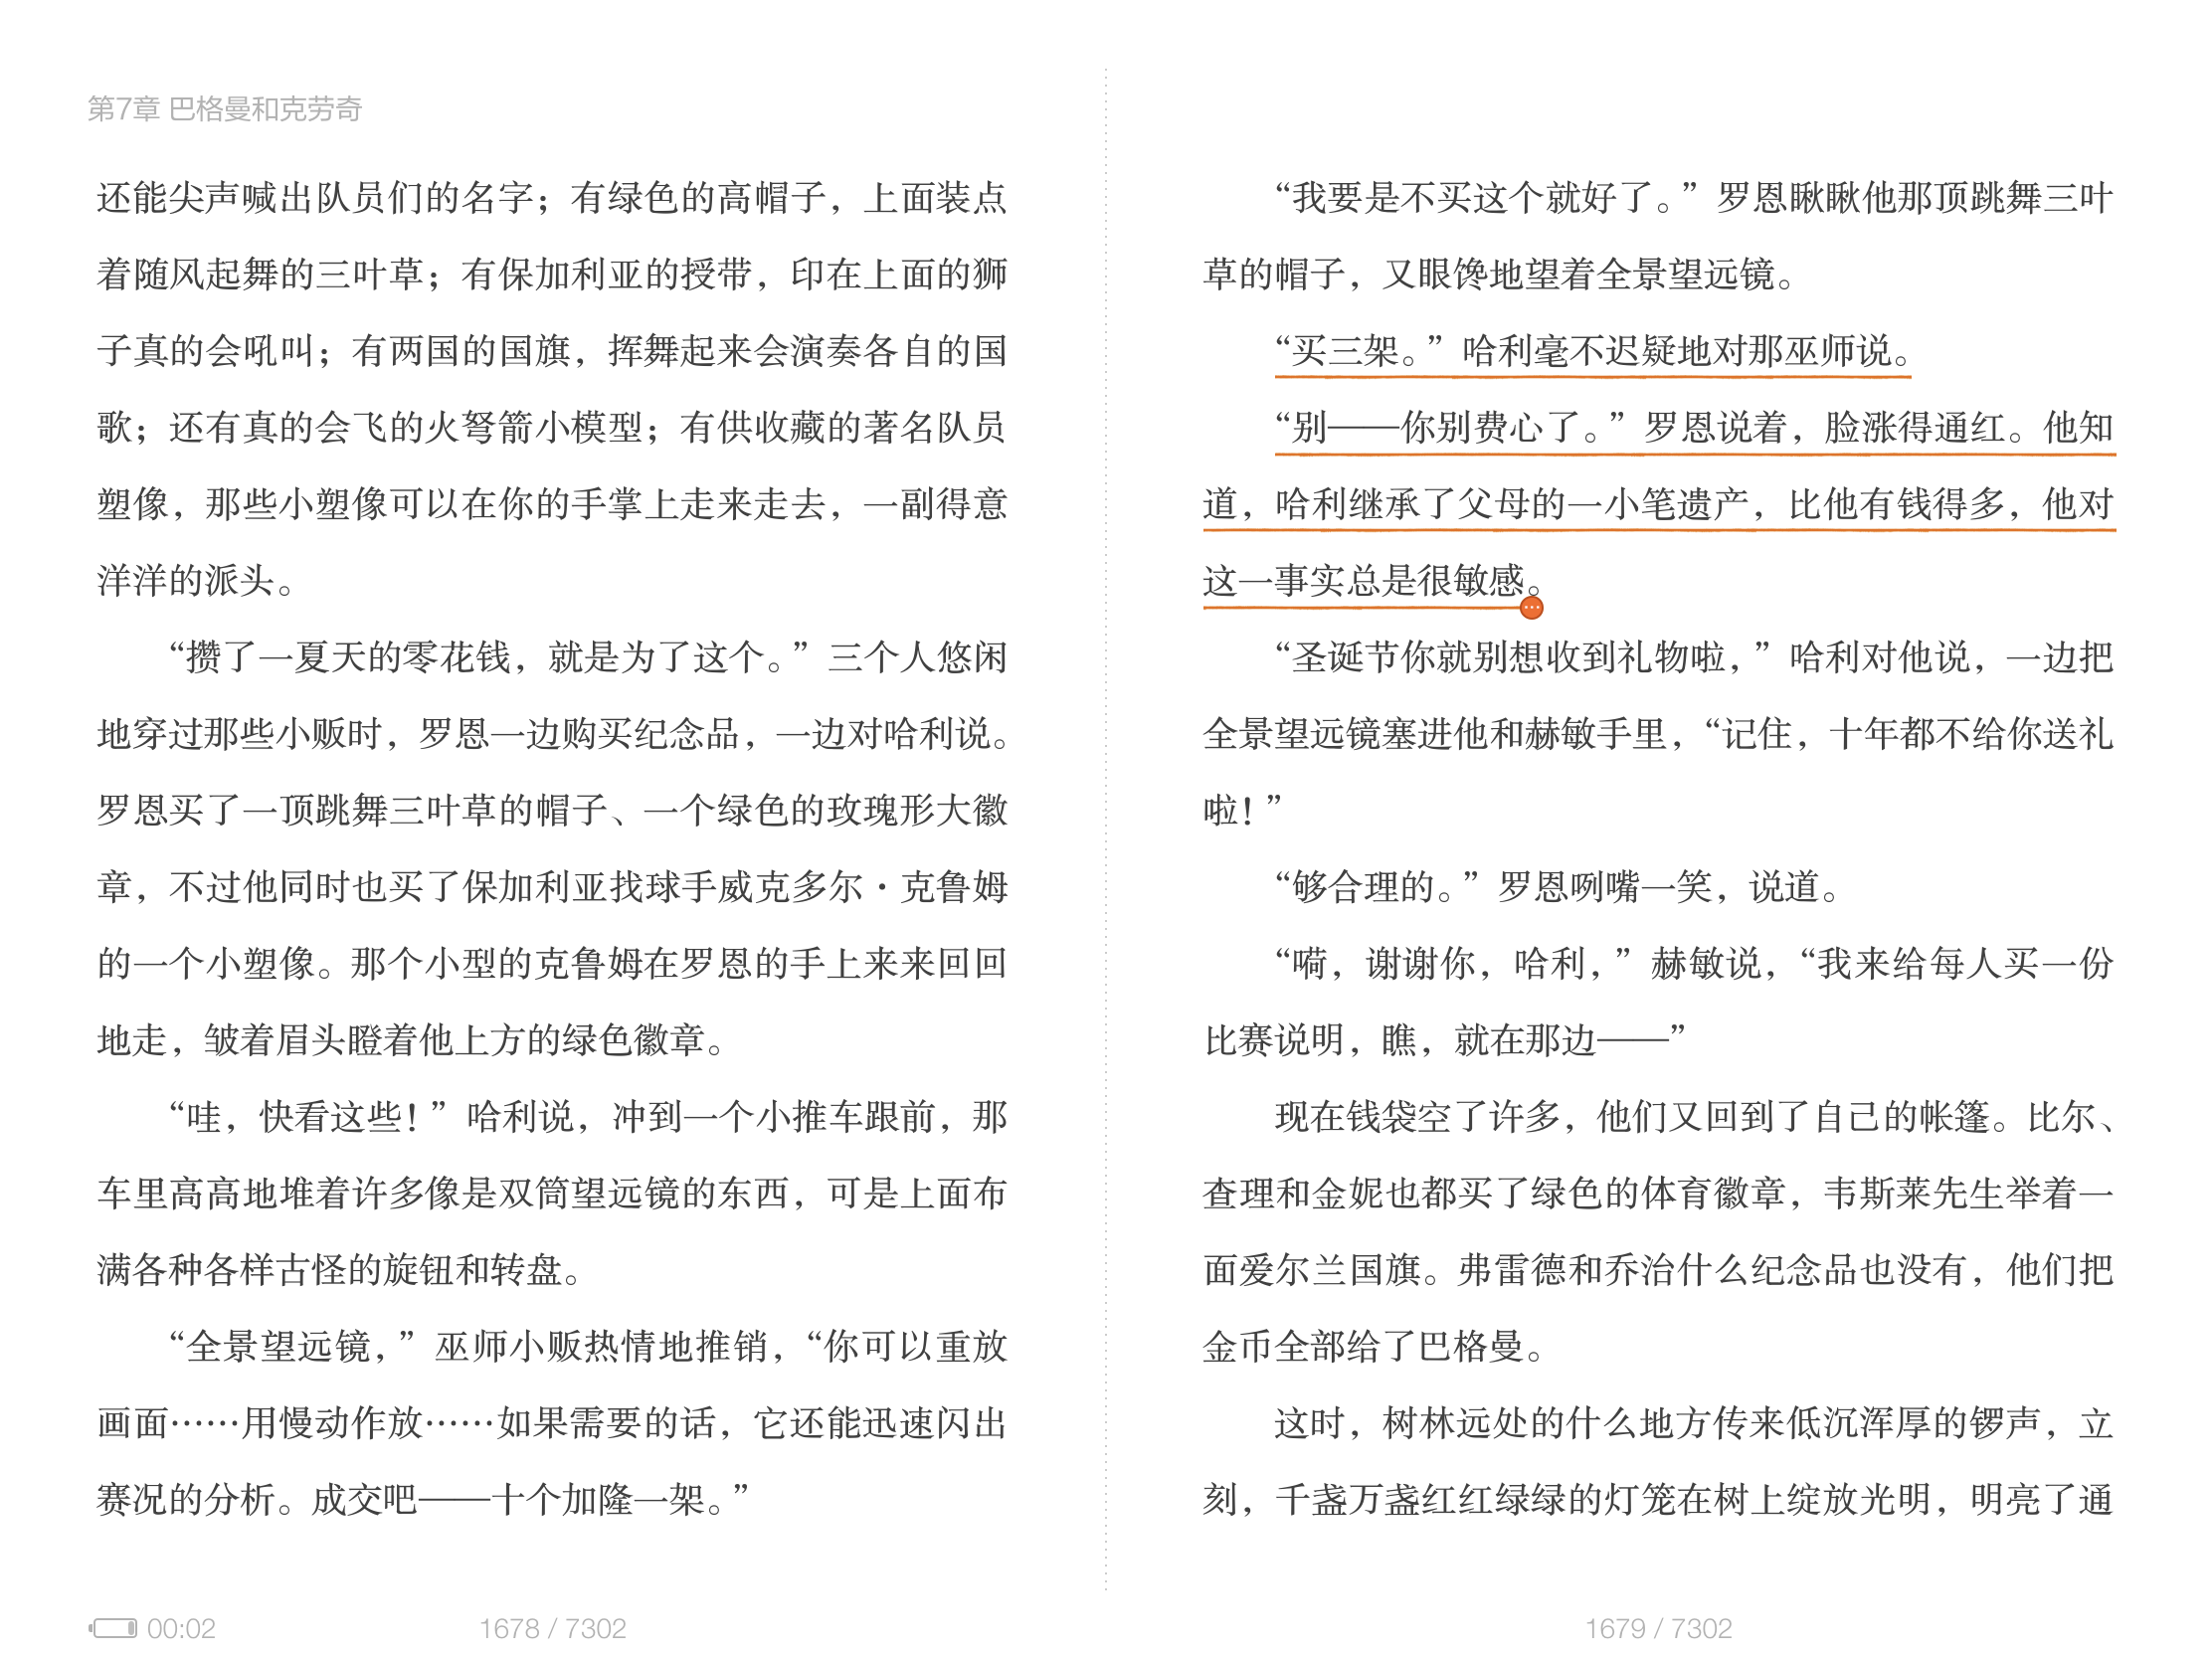 第7章 巴格曼和克劳奇
还能尖声喊出队员们的名字；有绿色的高帽子，上面装点
着随风起舞的三叶草；有保加利亚的授带，印在上面的狮
子真的会吼叫；有两国的国旗，挥舞起来会演奏各自的国
歌；还有真的会飞的火弩箭小模型；有供收藏的著名队员
塑像，那些小塑像可以在你的手掌上走来走去，一副得意
洋洋的派头。
“攒了一夏天的零花钱，就是为了这个。”三个人悠闲
地穿过那些小贩时，罗恩一边购买纪念品，一边对哈利说。
罗恩买了一顶跳舞三叶草的帽子、一个绿色的玫瑰形大徽
章，不过他同时也买了保加利亚找球手威克多尔·克鲁姆
的一个小塑像。那个小型的克鲁姆在罗恩的手上来来回回
地走，皱着眉头瞪着他上方的绿色徽章。
“哇，快看这些！”哈利说，冲到一个小推车跟前，那
车里高高地堆着许多像是双筒望远镜的东西，可是上面布
满各种各样古怪的旋钮和转盘。
“全景望远镜，”巫师小贩热情地推销，“你可以重放
画面……用慢动作放……如果需要的话，它还能迅速闪出
赛况的分析。成交吧——十个加隆一架。”
00:02
1678 / 7302
“我要是不买这个就好了。”罗恩瞅瞅他那顶跳舞三叶
草的帽子，又眼馋地望着全景望远镜。
“买三架。”哈利毫不迟疑地对那巫师说。
“别——你别费心了。”罗恩说着，脸涨得通红。他知
道，哈利继承了父母的一小笔遗产，比他有钱得多，他对
这一事实总是很敏感。
“圣诞节你就别想收到礼物啦，”哈利对他说，一边把
全景望远镜塞进他和赫敏手里，“记住，十年都不给你送礼
啦！”
“够合理的。”罗恩咧嘴一笑，说道。
“嗬，谢谢你，哈利，”赫敏说，“我来给每人买一份
比赛说明，瞧，就在那边——”
现在钱袋空了许多，他们又回到了自己的帐篷。比尔、
查理和金妮也都买了绿色的体育徽章，韦斯莱先生举着一
面爱尔兰国旗。弗雷德和乔治什么纪念品也没有，他们把
金币全部给了巴格曼。
这时，树林远处的什么地方传来低沉浑厚的锣声，立
刻，千盏万盏红红绿绿的灯笼在树上绽放光明，明亮了通
1679 / 7302